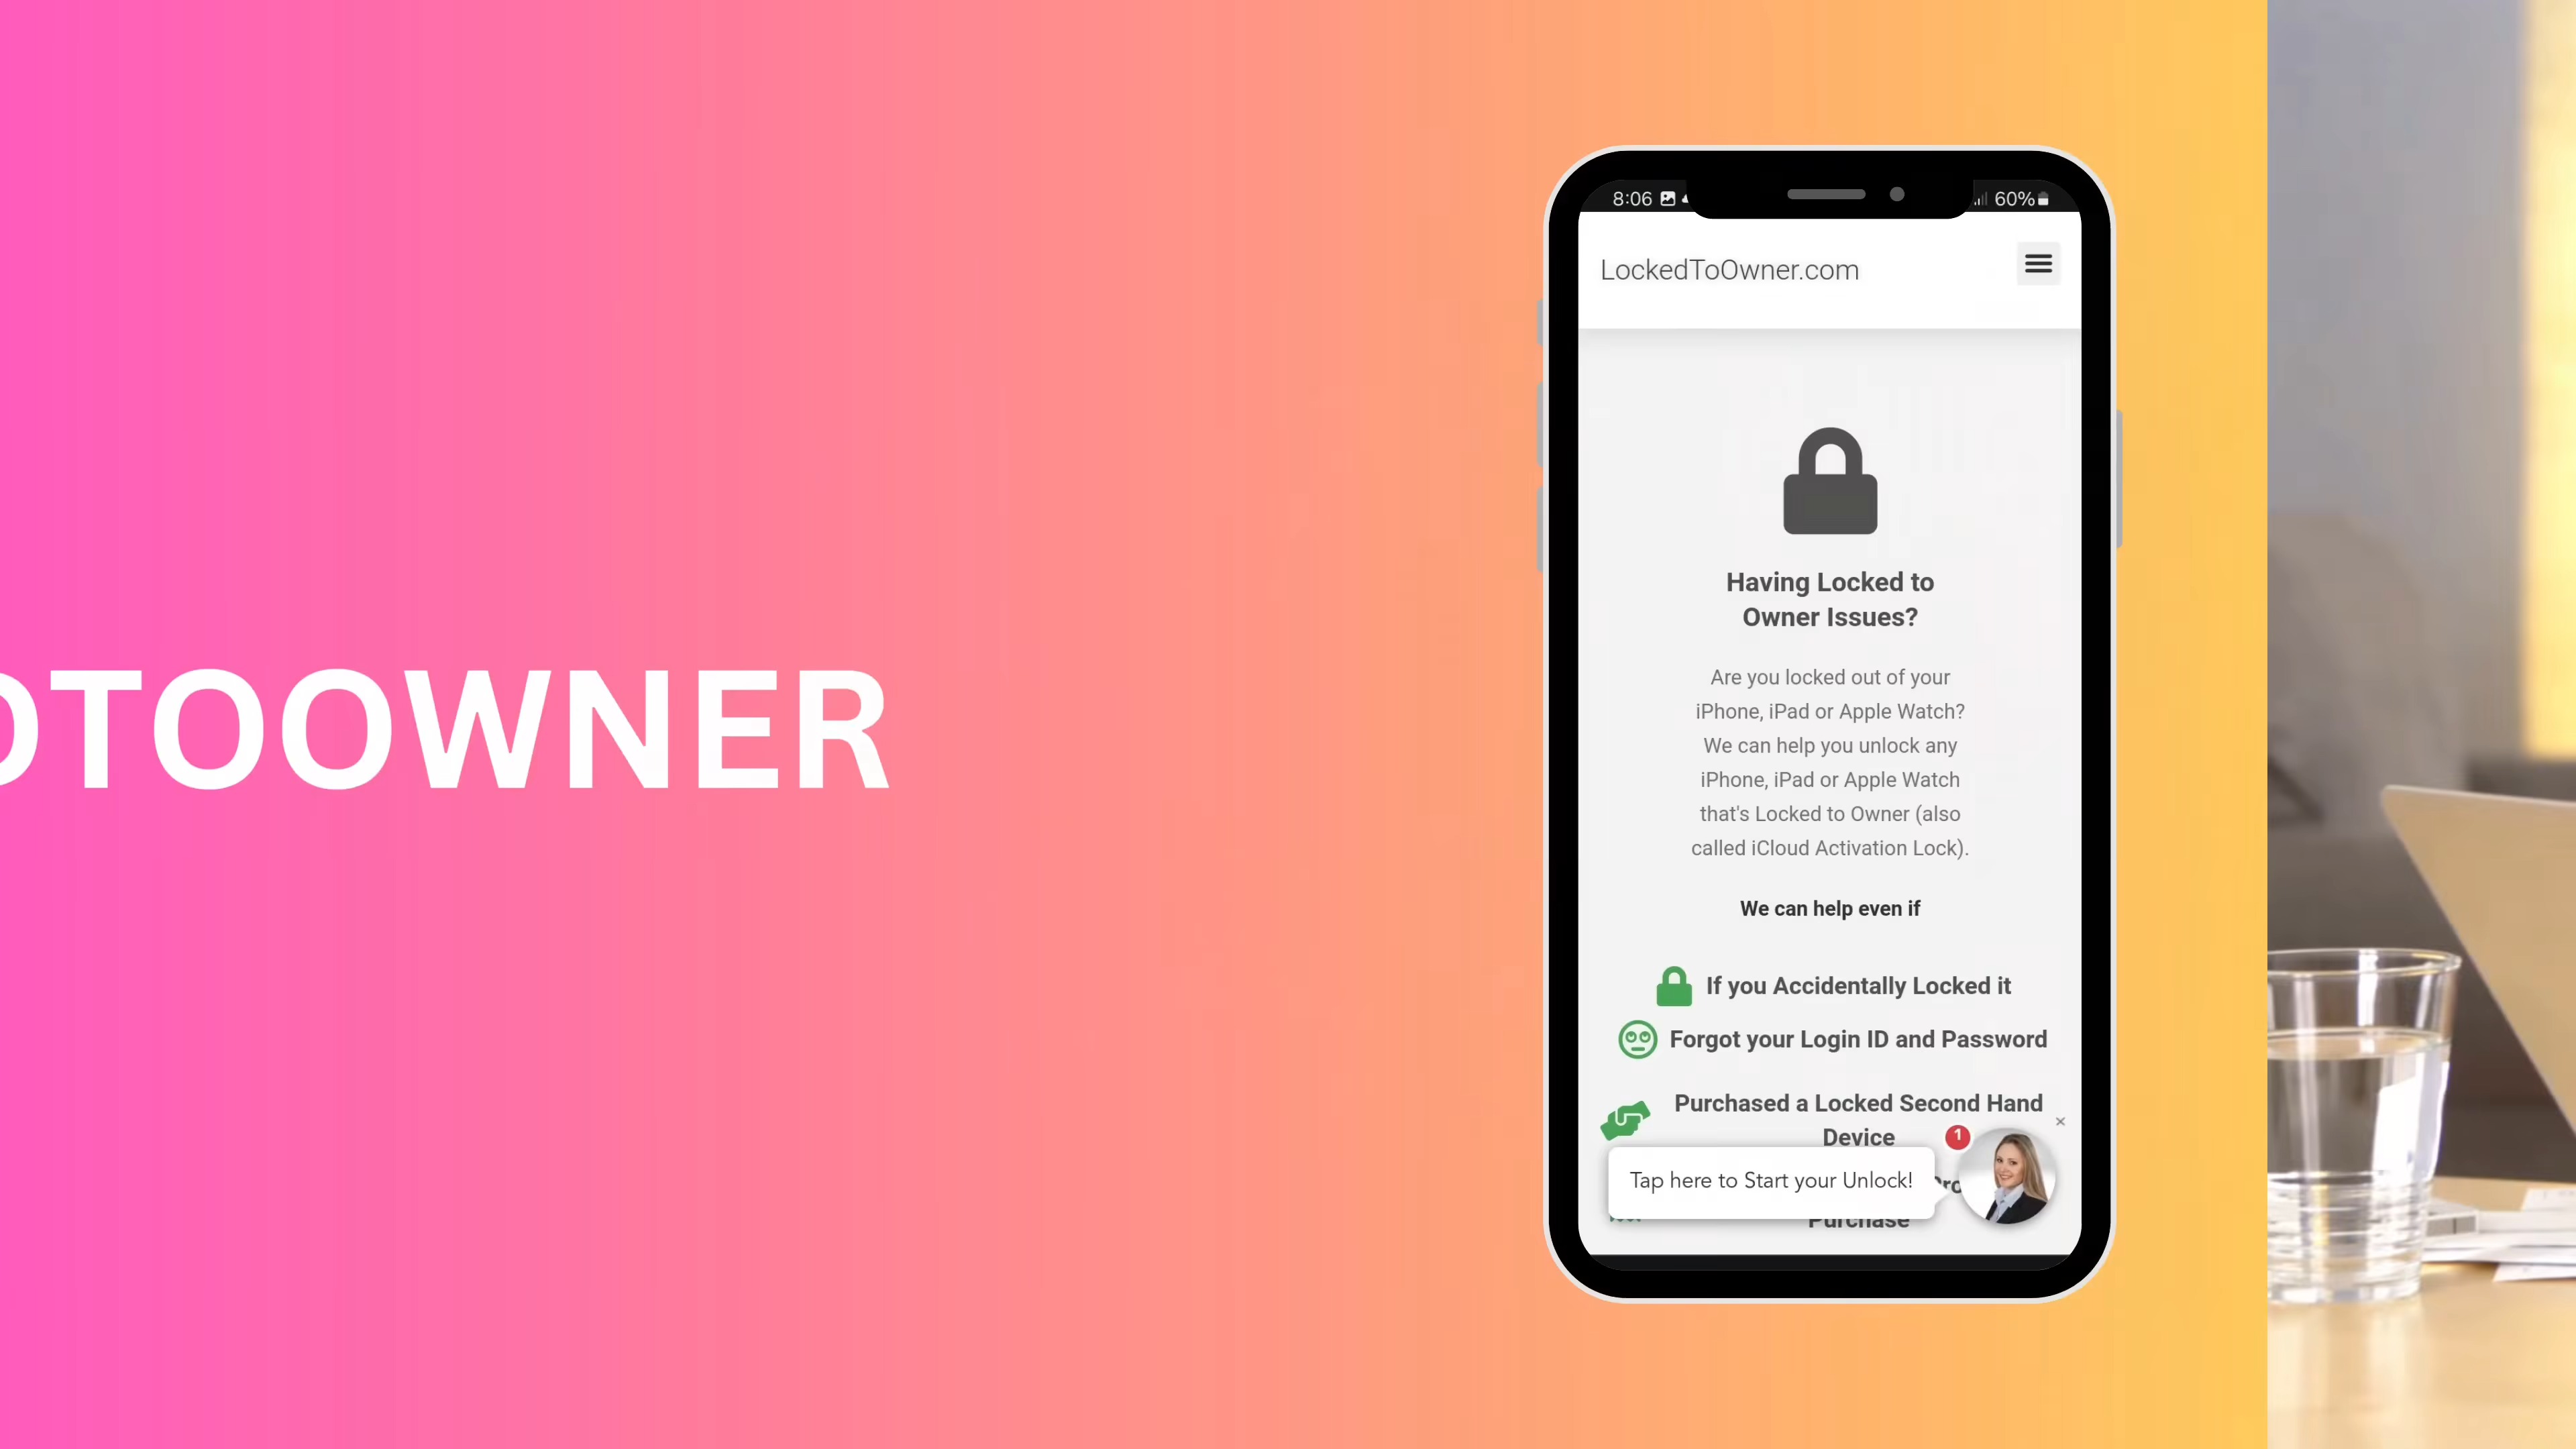 DTOOWNER
8:06
60%
LockedToOwner.com
Having Locked to
Owner Issues?
Are you locked out of your
iPhone, iPad or Apple Watch?
We can help you unlock any
iPhone, iPad or Apple Watch
that's Locked to Owner (also
called iCloud Activation Lock).
We can help even if
If you Accidentally Locked it
Forgot your Login ID and Password
Purchased a Locked Second Hand
Device
1
Tap here to Start your Unlock!
Purchase